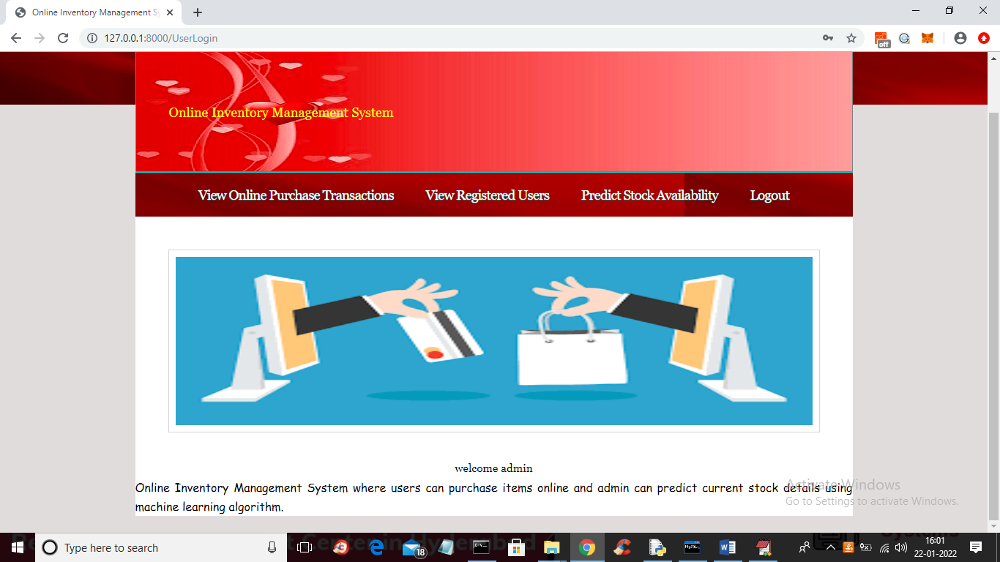 Online Inventory Management Sy
127.0.0.1:8000/UserLogin
off
Online Inventory Management System
View Online Purchase Transactions View Registered Users Predict Stock Availability Logout
welcome admin
Online Inventory Management System where users can purchase items online and admin can predict current stock details using
machine learning algorithm.
Activate Windows
Go to Settings to activate Windows.
Type here to search
18
MySQL
16:01
22-01-2022